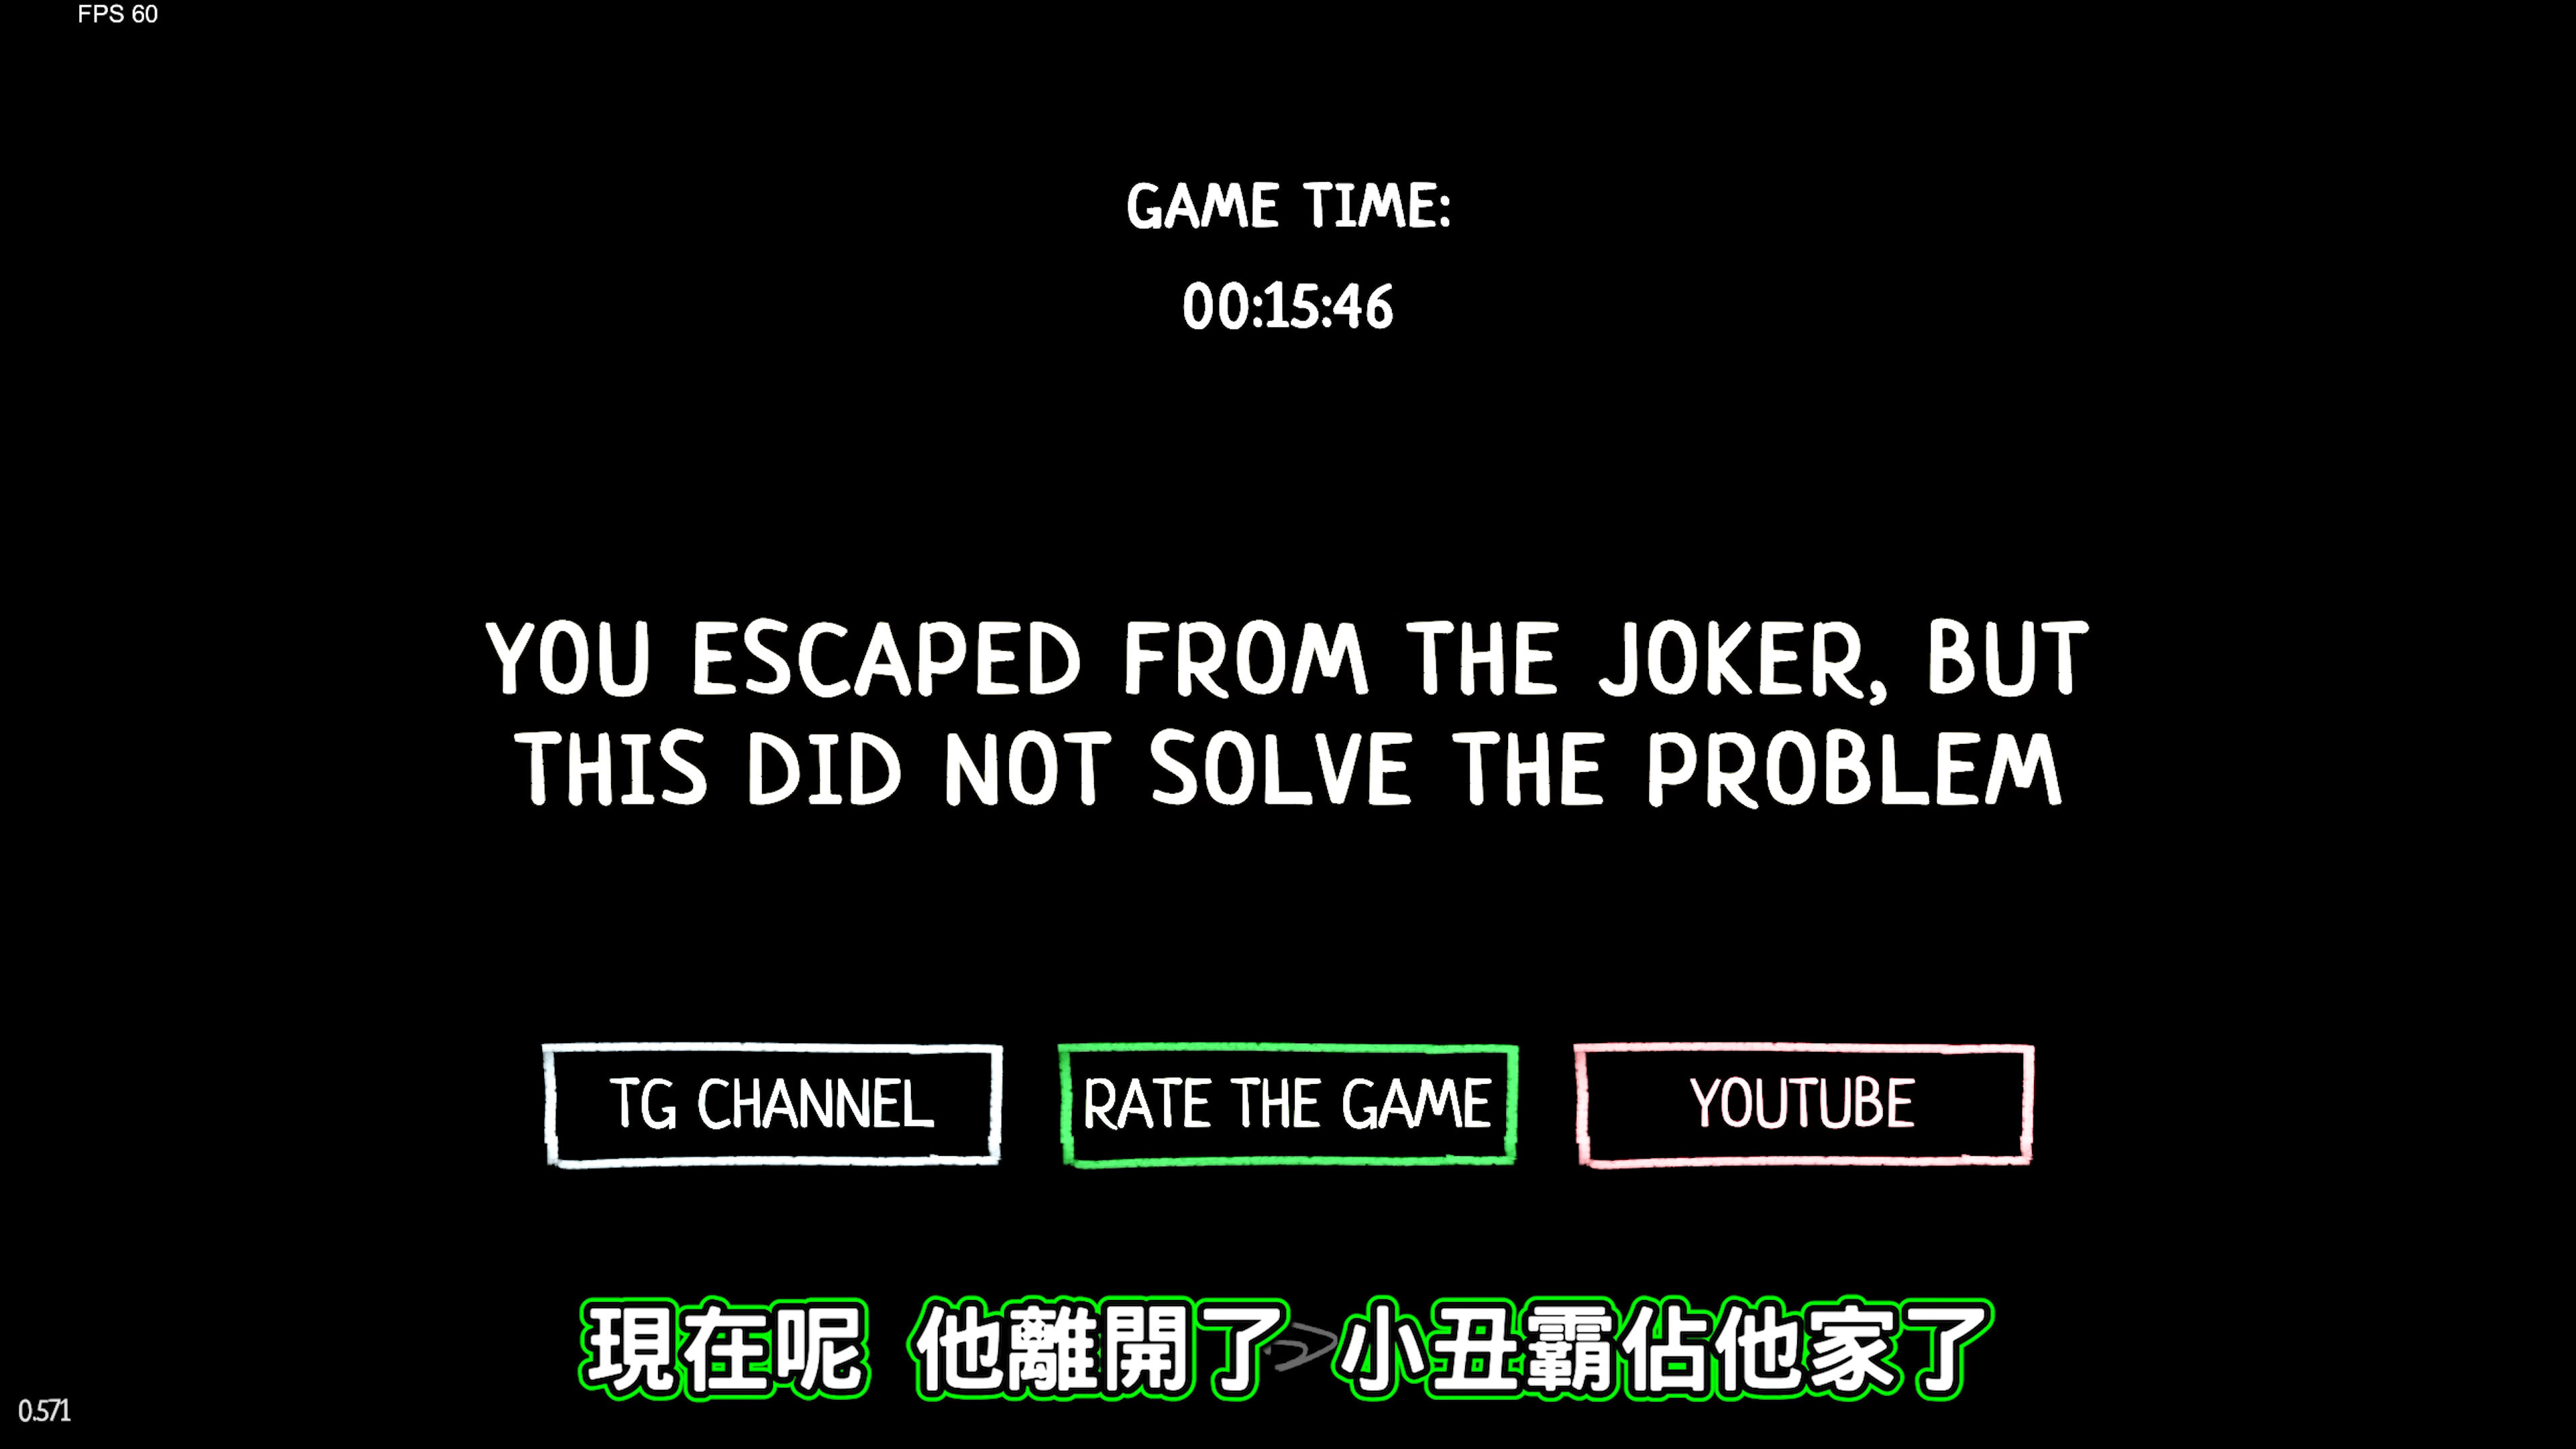 FPS 60
GAME TIME:
00:15:46
YOU ESCAPED FROM THE JOKER, BUT
THIS DID NOT SOLVE THE PROBLEM
TG CHANNEL
RATE THE GAME
YOUTUBE
現在呢 他離開了 小丑霸佔他家了
0.571